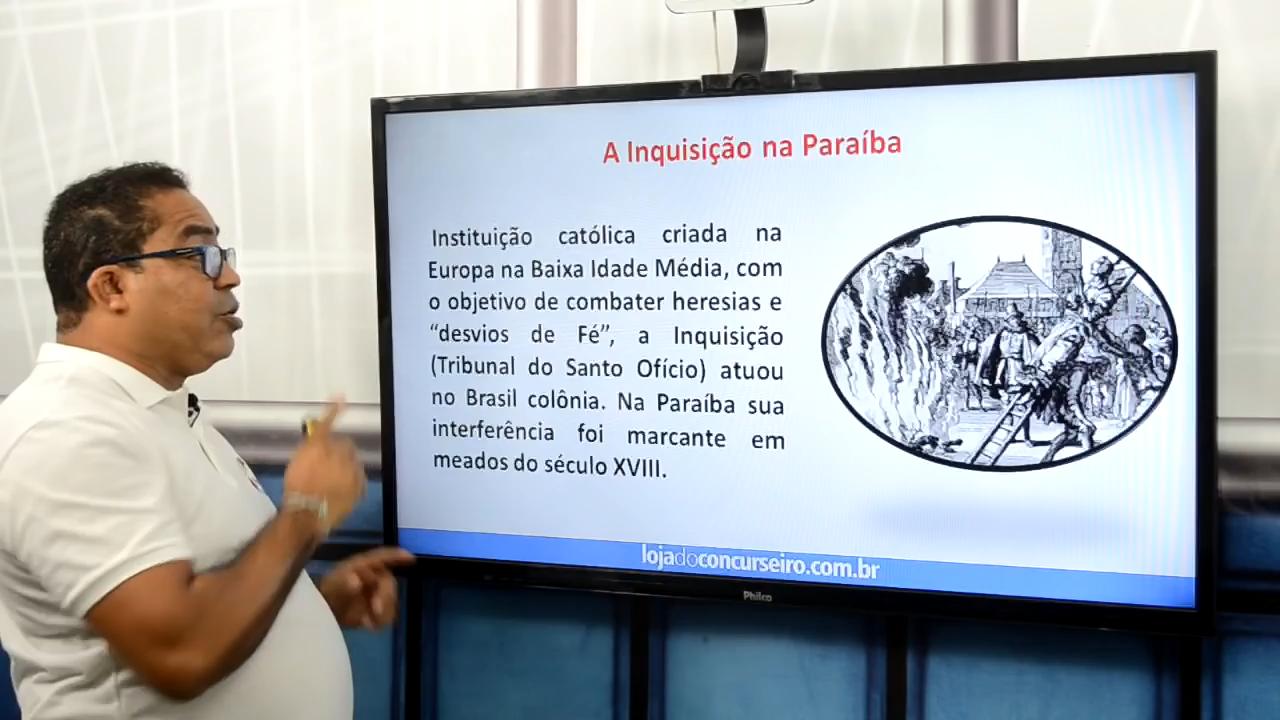 A Inquisição na Paraíba
Instituição católica criada na
Europa na Baixa Idade Média, com
o objetivo de combater heresias e
“desvios de Fé”, a Inquisição
(Tribunal do Santo Ofício) atuou
no Brasil colônia. Na Paraíba sua
interferência foi marcante em
meados do século XVIII.
lojadoconcurseiro.com.br
Philco